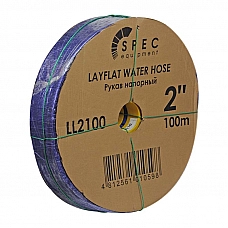 SPEC
equipment
LAYFLAT WATER HOSE
Рукав напорный
2"
LL2100
100m